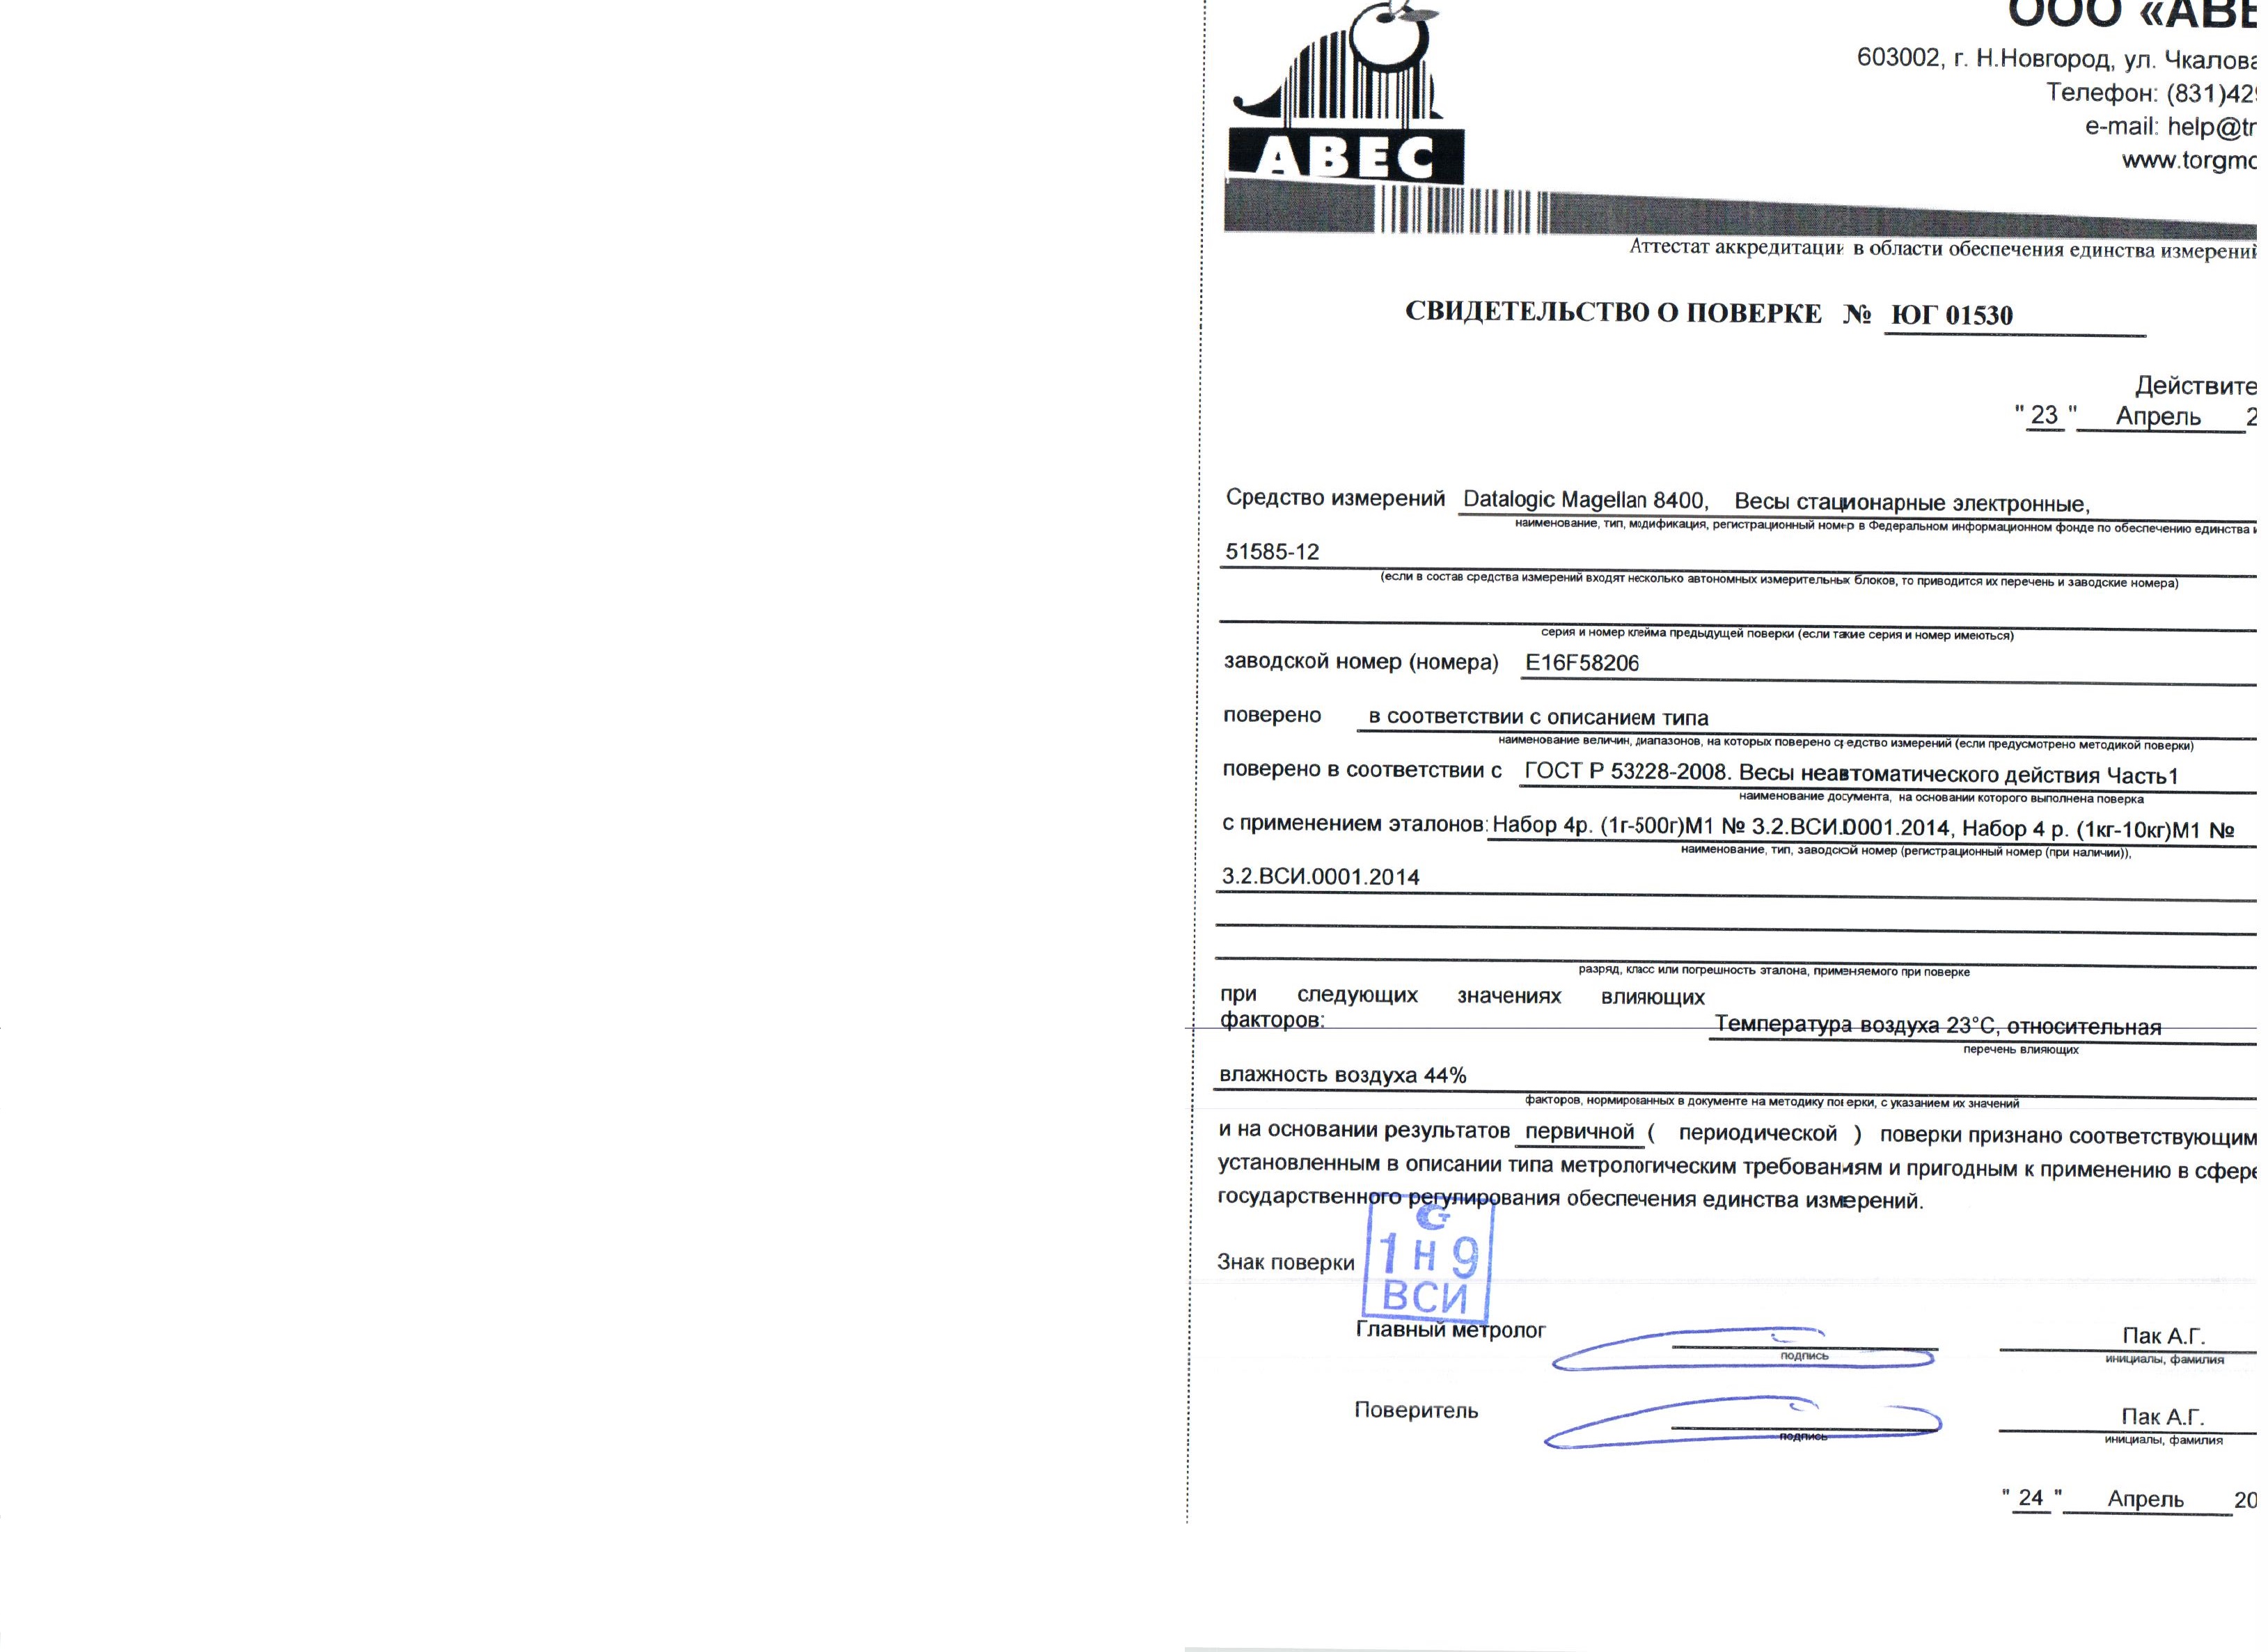 ООО «АВЕ
603002, г. Н.Новгород, ул. Чкалова
Телефон: (831)429
e-mail: help@tr
www.torgmo
АВЕС
Аттестат аккредитации в области обеспечения единства измерений
СВИДЕТЕЛЬСТВО О ПОВЕРКЕ № ЮГ 01530
Действите
" 23 " Апрель 2
Средство измерений Datalogic Magellan 8400, Весы стационарные электронные,
наименование, тип, модификация, регистрационный номер в Федеральном информационном фонде по обеспечению единства и
51585-12
(если в состав средства измерений входят несколько автономных измерительных блоков, то приводится их перечень и заводские номера)
серия и номер клейма предыдущей поверки (если такие серия и номер имеются)
заводской номер (номера) E16F58206
поверено в соответствии с описанием типа
наименование величин, диапазонов, на которых поверено средство измерений (если предусмотрено методикой поверки)
поверено в соответствии с ГОСТ Р 53228-2008. Весы неавтоматического действия Часть1
наименование документа, на основании которого выполнена поверка
с применением эталонов: Набор 4р. (1г-500г)М1 № 3.2.ВСИ.0001.2014, Набор 4 р. (1кг-10кг)М1 №
наименование, тип, заводской номер (регистрационный номер (при наличии)),
3.2.ВСИ.0001.2014
разряд, класс или погрешность эталона, применяемого при поверке
при следующих значениях влияющих
факторов: Температура воздуха 23°С, относительная
перечень влияющих
влажность воздуха 44%
факторов, нормированных в документе на методику поверки, с указанием их значений
и на основании результатов первичной ( периодической ) поверки признано соответствующим
установленным в описании типа метрологическим требованиям и пригодным к применению в сфере
государственного регулирования обеспечения единства измерений.
1 Н 9
Знак поверки
ВСИ
Главный метролог Пак А.Г.
подпись инициалы, фамилия
Поверитель Пак А.Г.
подпись инициалы, фамилия
" 24 " Апрель 20